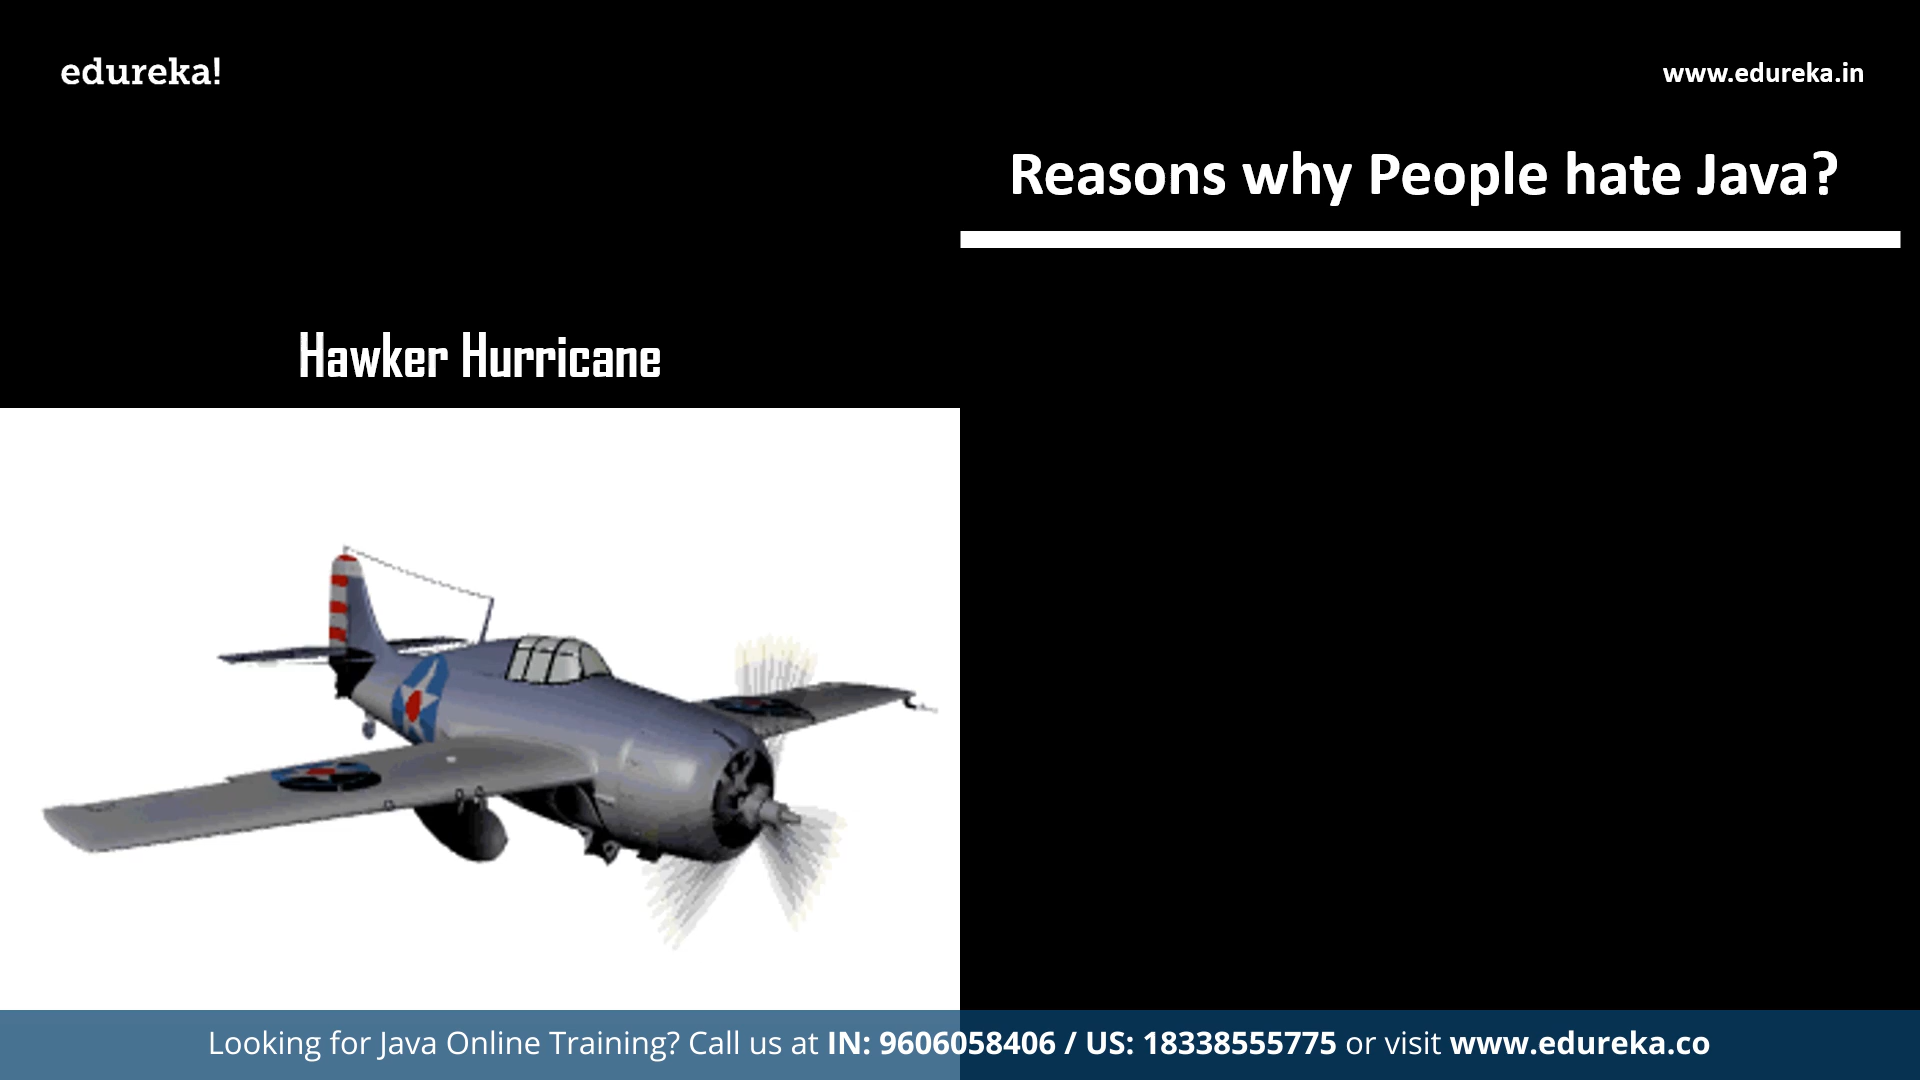 edureka!
www.edureka.in
Reasons why People hate Java?
Hawker Hurricane
Looking for Java Online Training? Call us at IN: 9606058406 / US: 18338555775 or visit www.edureka.co